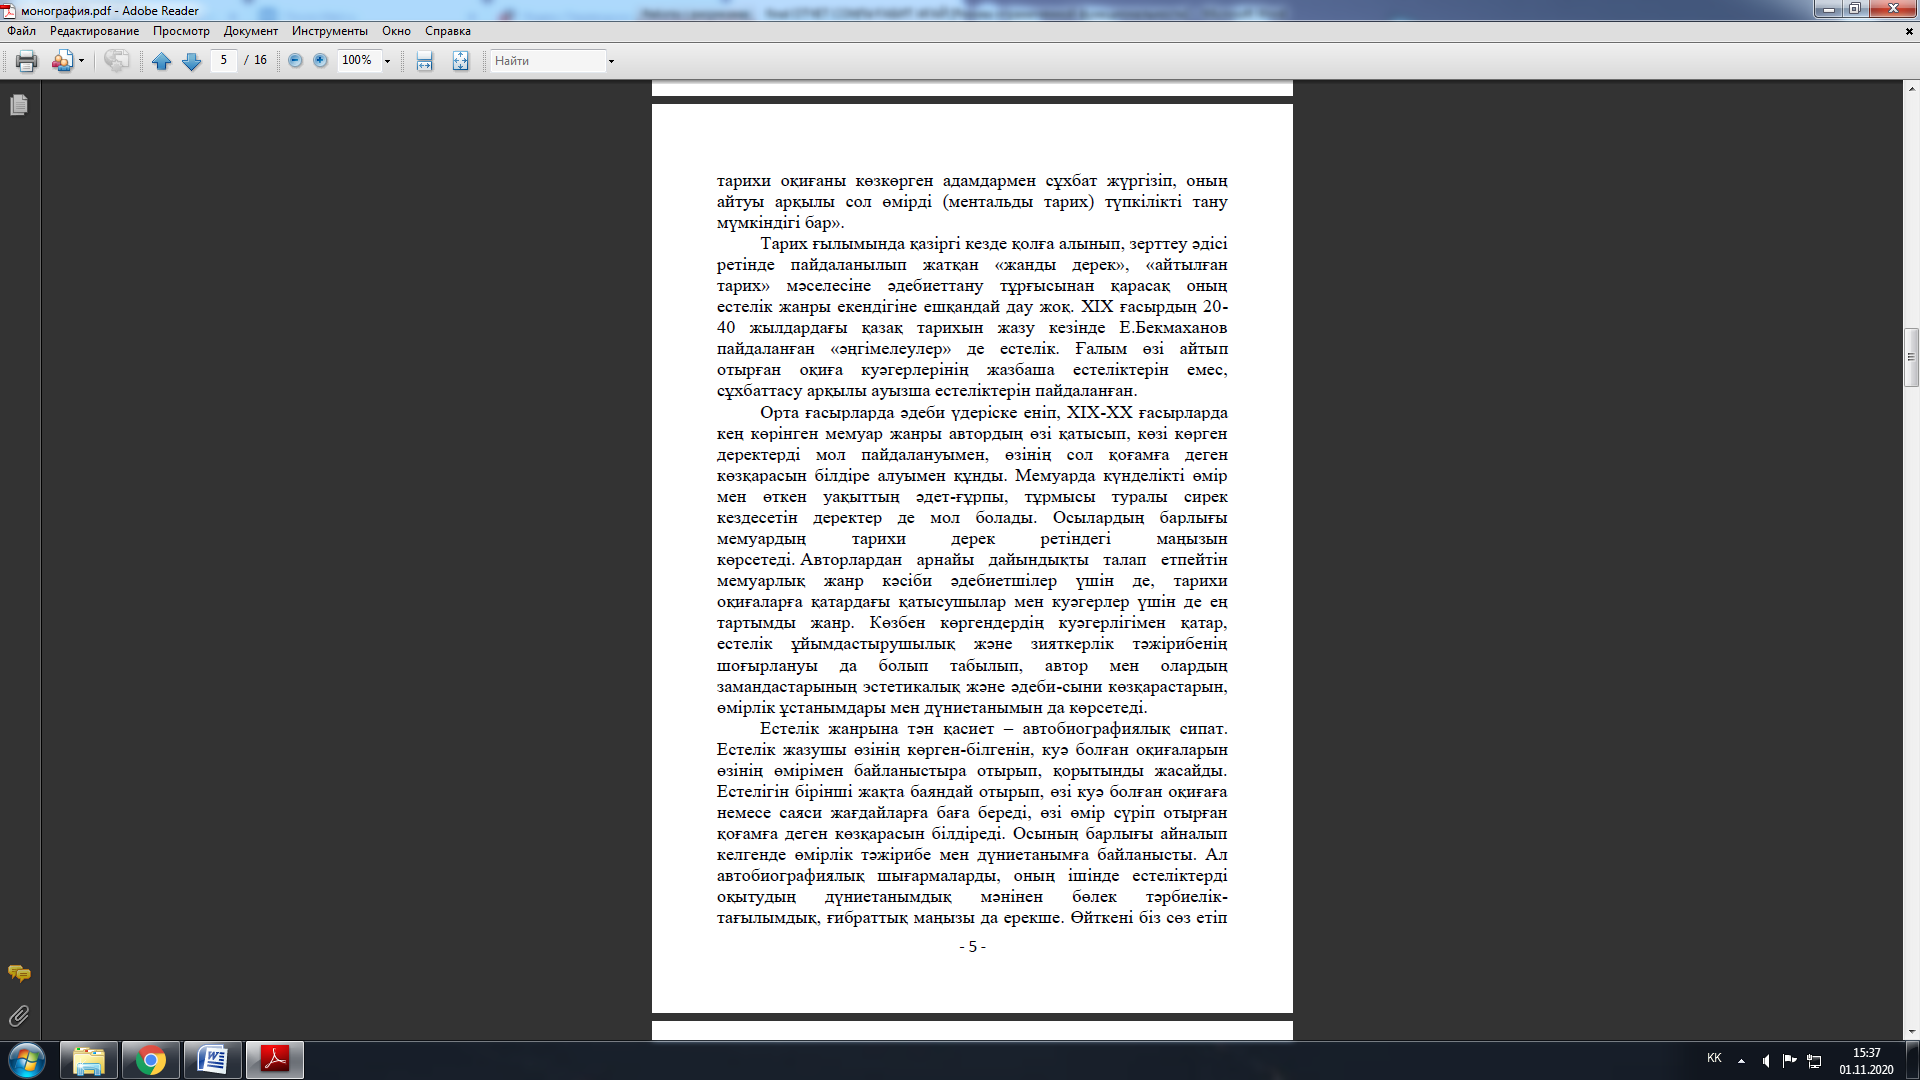 монография.pdf - Adobe Reader
Файл Редактирование Просмотр Документ Инструменты Окно Справка
5 / 16 100% Найти
тарихи оқиғаны көзкөрген адамдармен сұхбат жүргізіп, оның
айтуы арқылы сол өмірді (ментальды тарих) түпкілікті тану
мүмкіндігі бар».
Тарих ғылымында қазіргі кезде қолға алынып, зерттеу әдісі
ретінде пайдаланылып жатқан «жанды дерек», «айтылған
тарих» мәселесіне әдебиеттану тұрғысынан қарасақ оның
естелік жанры екендігіне ешқандай дау жоқ. XIX ғасырдың 20-
40 жылдардағы қазақ тарихын жазу кезінде Е.Бекмаханов
пайдаланған «әңгімелеулер» де естелік. Ғалым өзі айтып
отырған оқиға куәгерлерінің жазбаша естеліктерін емес,
сұхбаттасу арқылы ауызша естеліктерін пайдаланған.
Орта ғасырларда әдеби үдеріске еніп, XIX-XX ғасырларда
кең көрінген мемуар жанры автордың өзі қатысып, көзі көрген
деректерді мол пайдалануымен, өзінің сол қоғамға деген
көзқарасын білдіре алуымен құнды. Мемуарда күнделікті өмір
мен өткен уақыттың әдет-ғұрпы, тұрмысы туралы сирек
кездесетін деректер де мол болады. Осылардың барлығы
мемуардың тарихи дерек ретіндегі маңызын
көрсетеді. Авторлардан арнайы дайындықты талап етпейтін
мемуарлық жанр кәсіби әдебиетшілер үшін де, тарихи
оқиғаларға қатардағы қатысушылар мен куәгерлер үшін де ең
тартымды жанр. Көзбен көргендердің куәгерлігімен қатар,
естелік ұйымдастырушылық және зияткерлік тәжірибенің
шоғырлануы да болып табылып, автор мен олардың
замандастарының эстетикалық және әдеби-сыни көзқарастарын,
өмірлік ұстанымдары мен дүниетанымын да көрсетеді.
Естелік жанрына тән қасиет – автобиографиялық сипат.
Естелік жазушы өзінің көрген-білгенін, куә болған оқиғаларын
өзінің өмірімен байланыстыра отырып, қорытынды жасайды.
Естелігін бірінші жақта баяндай отырып, өзі куә болған оқиғаға
немесе саяси жағдайларға баға береді, өзі өмір сүріп отырған
қоғамға деген көзқарасын білдіреді. Осының барлығы айналып
келгенде өмірлік тәжірибе мен дүниетанымға байланысты. Ал
автобиографиялық шығармаларды, оның ішінде естеліктерді
оқытудың дүниетанымдық мәнінен бөлек тәрбиелік-
тағылымдық, ғибраттық маңызы да ерекше. Өйткені біз сөз етіп
- 5 -
KK
15:37
01.11.2020